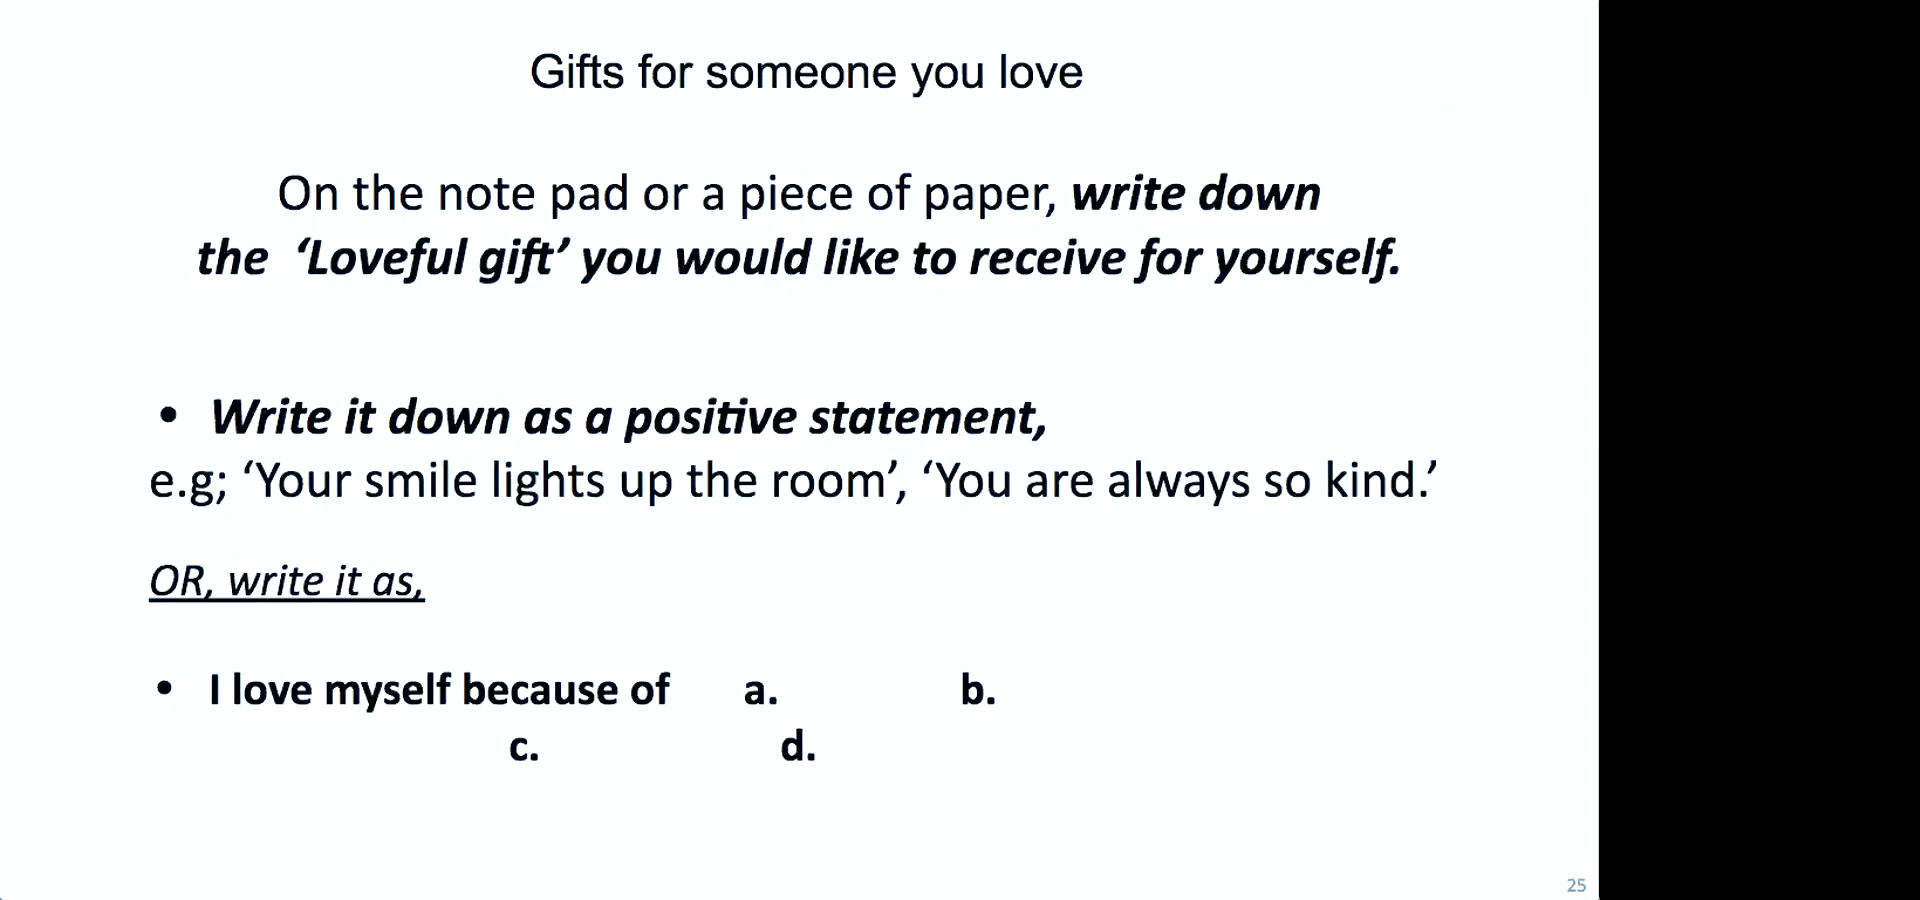 Gifts for someone you love
On the note pad or a piece of paper, write down
the ‘Loveful gift’ you would like to receive for yourself.
• Write it down as a positive statement,
e.g; ‘Your smile lights up the room’, ‘You are always so kind.’
OR, write it as,
• I love myself because of a. b.
c. d.
25